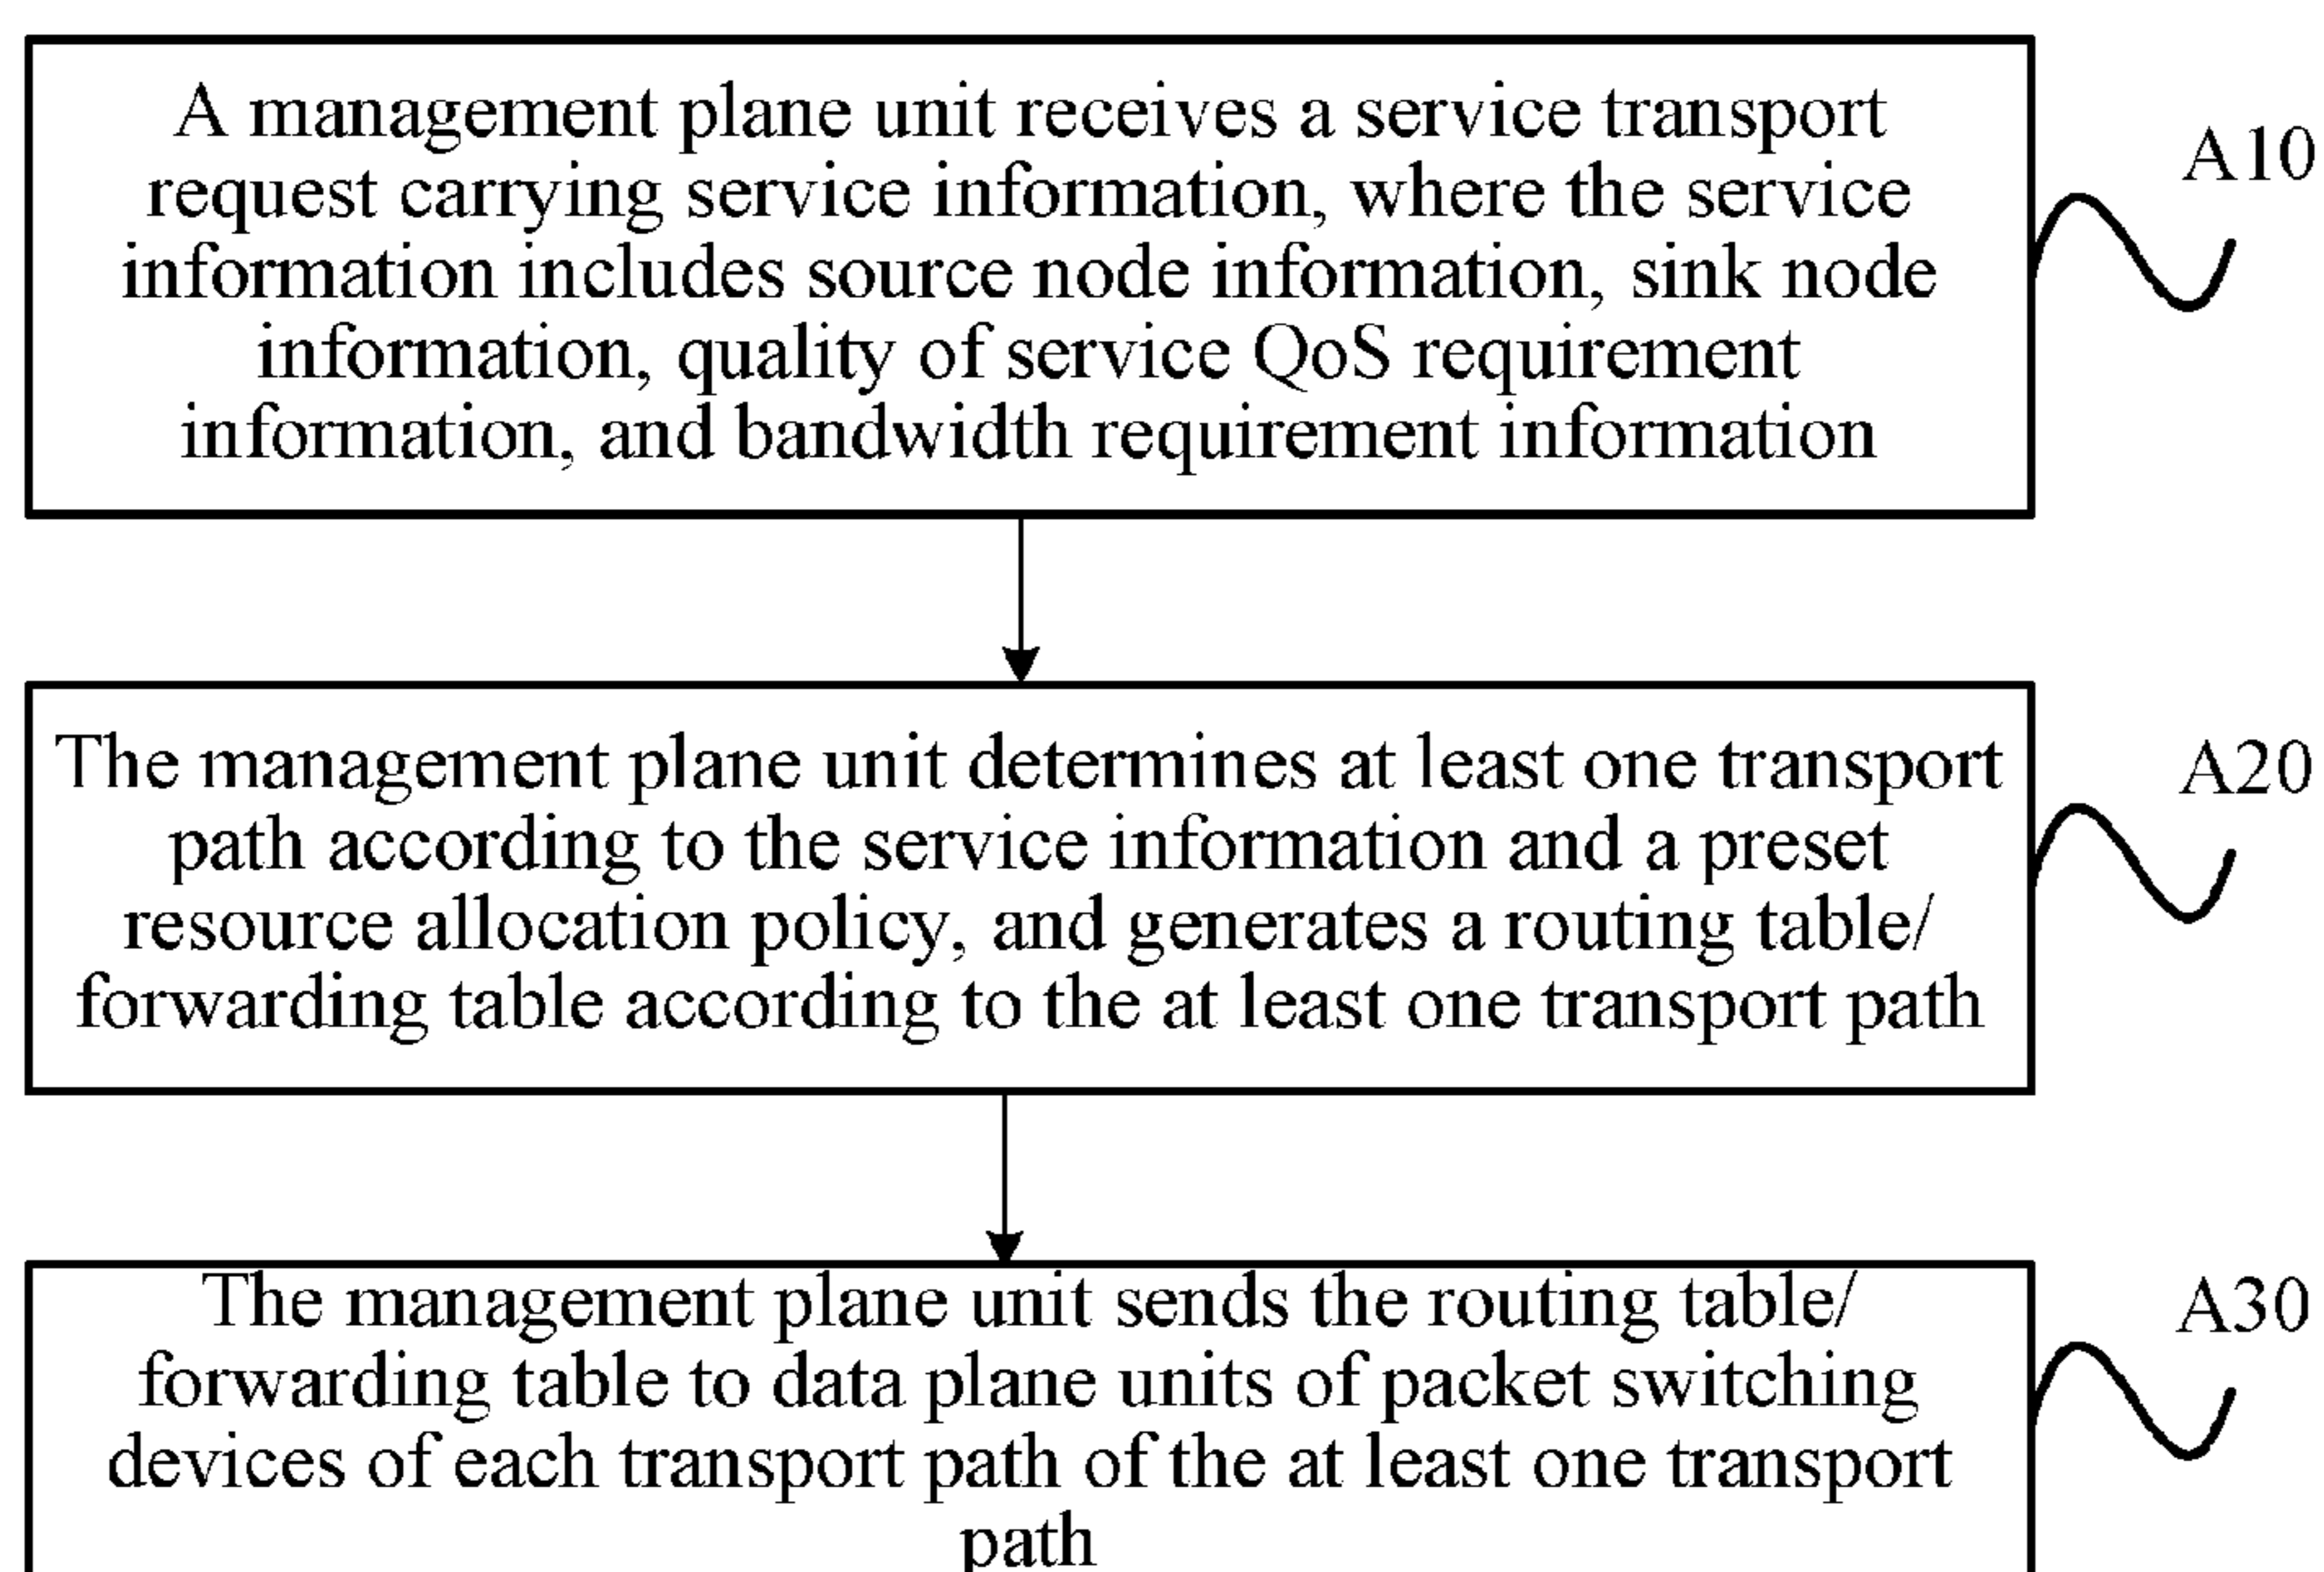 A management plane unit receives a service transport
request carrying service information, where the service
information includes source node information, sink node
information, quality of service QoS requirement
information, and bandwidth requirement information
A10
The management plane unit determines at least one transport
path according to the service information and a preset
resource allocation policy, and generates a routing table/
forwarding table according to the at least one transport path
A20
The management plane unit sends the routing table/
forwarding table to data plane units of packet switching
devices of each transport path of the at least one transport
path
A30